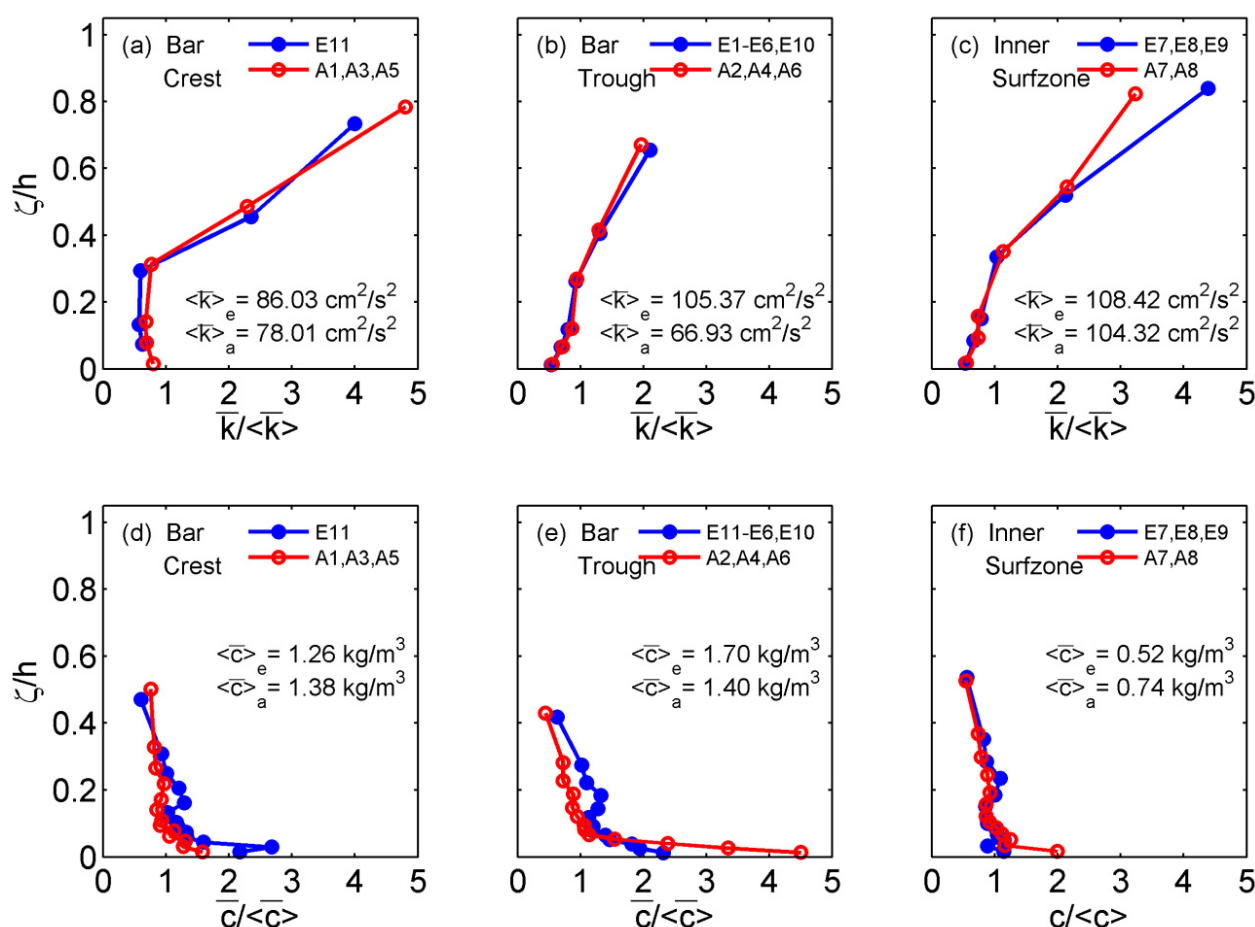 (a) Bar Crest
E11
A1,A3,A5
ζ/h
1
0.8
0.6
0.4
0.2
0
<k̅>e = 86.03 cm²/s²
<k̅>a = 78.01 cm²/s²
0 1 2 3 4 5
k̅/<k̅>
(b) Bar Trough
E1-E6,E10
A2,A4,A6
<k̅>e = 105.37 cm²/s²
<k̅>a = 66.93 cm²/s²
0 1 2 3 4 5
k̅/<k̅>
(c) Inner Surfzone
E7,E8,E9
A7,A8
<k̅>e = 108.42 cm²/s²
<k̅>a = 104.32 cm²/s²
0 1 2 3 4 5
k̅/<k̅>
(d) Bar Crest
E11
A1,A3,A5
ζ/h
1
0.8
0.6
0.4
0.2
0
<c̅>e = 1.26 kg/m³
<c̅>a = 1.38 kg/m³
0 1 2 3 4 5
c̅/<c̅>
(e) Bar Trough
E11-E6,E10
A2,A4,A6
<c̅>e = 1.70 kg/m³
<c̅>a = 1.40 kg/m³
0 1 2 3 4 5
c̅/<c̅>
(f) Inner Surfzone
E7,E8,E9
A7,A8
<c̅>e = 0.52 kg/m³
<c̅>a = 0.74 kg/m³
0 1 2 3 4 5
c/<c>